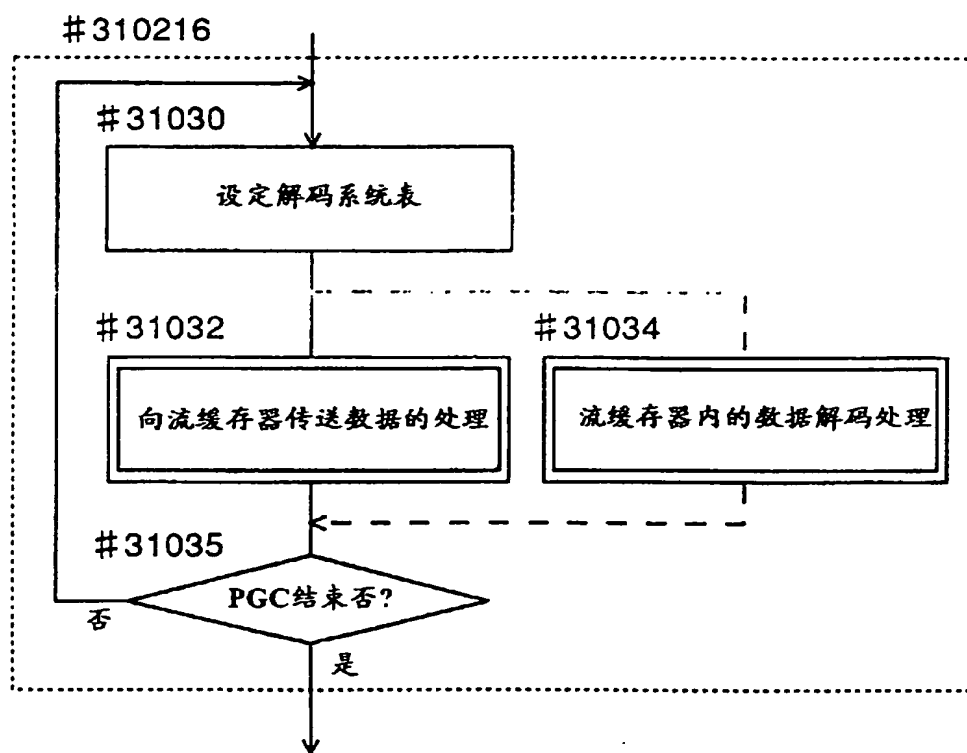 #310216
#31030
设定解码系统表
#31032
#31034
向流缓存器传送数据的处理
流缓存器内的数据解码处理
#31035
PGC结束否?
否
是